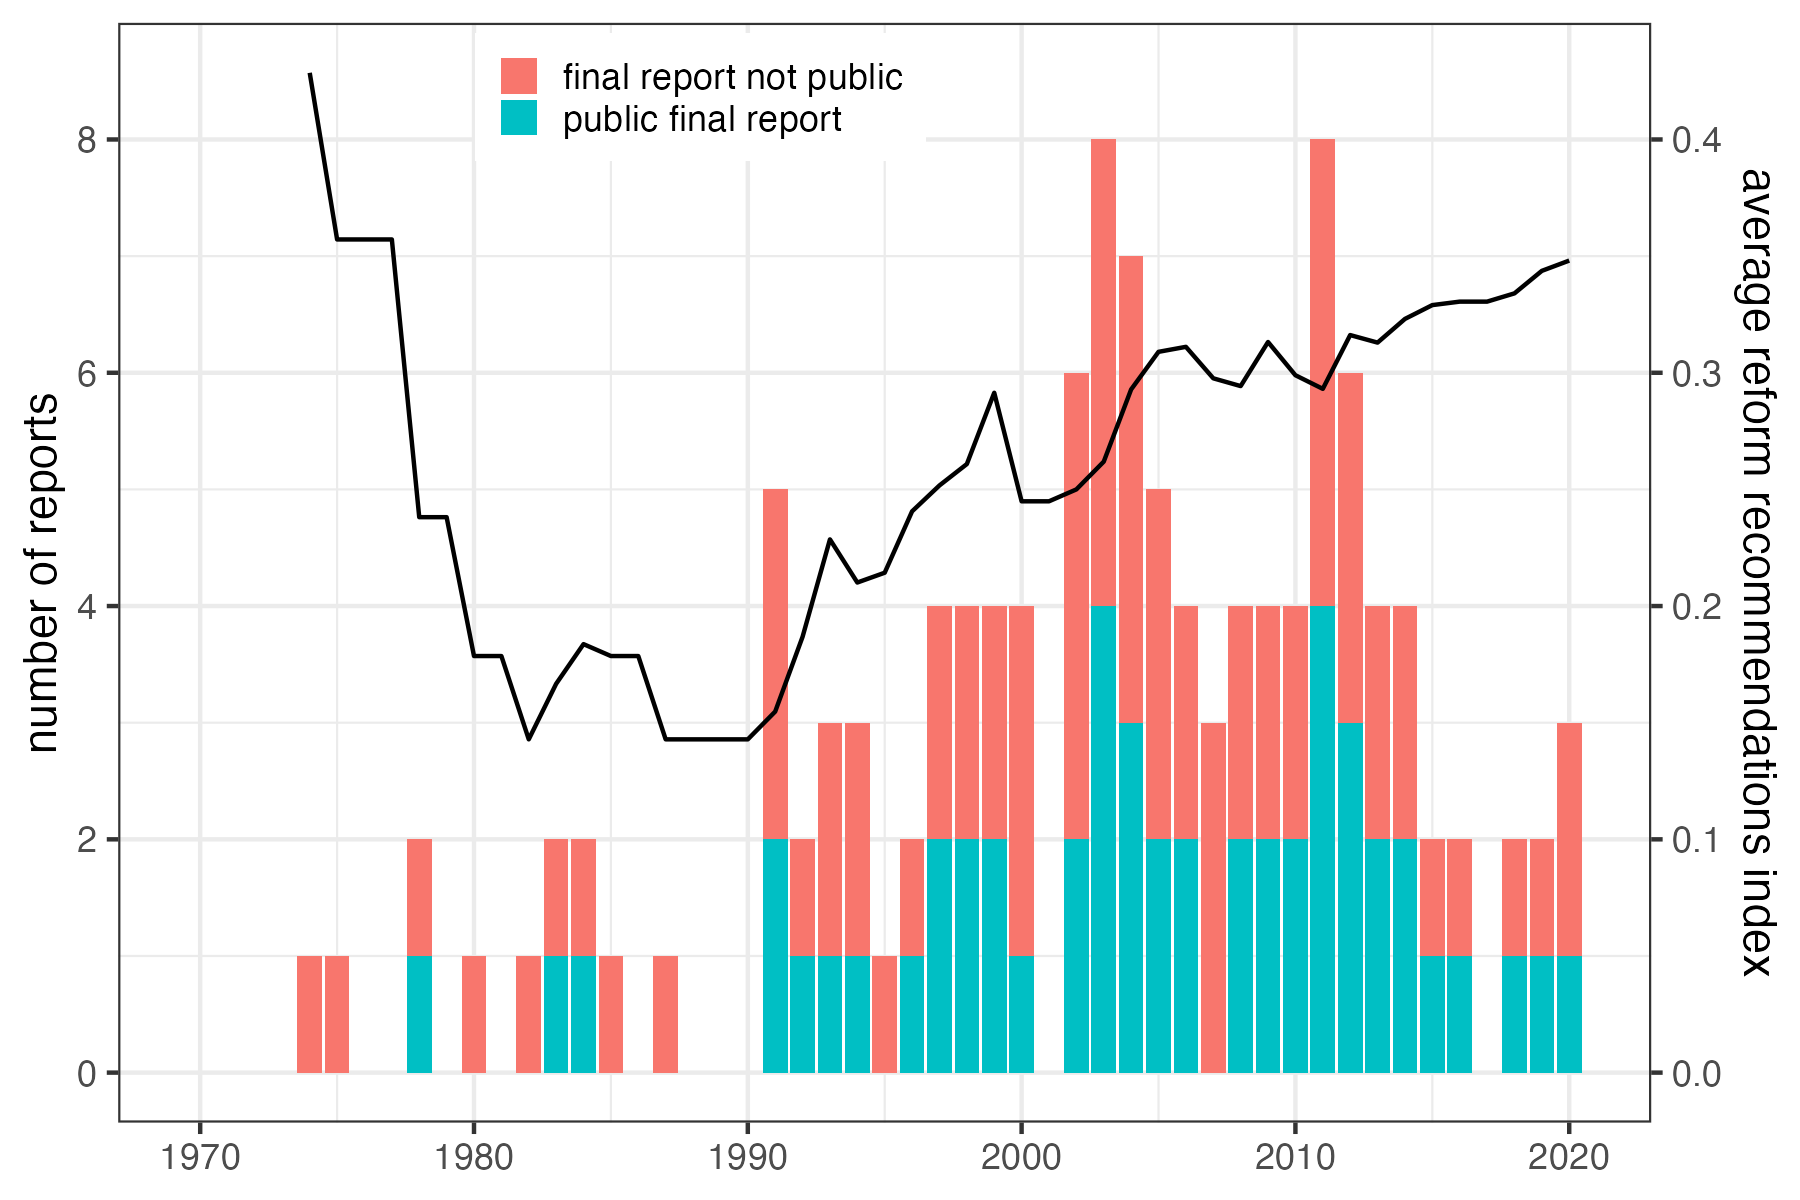 final report not public
public final report
number of reports
8
6
4
2
0
0.4
0.3
0.2
0.1
0.0
average reform recommendations index
1970 1980 1990 2000 2010 2020